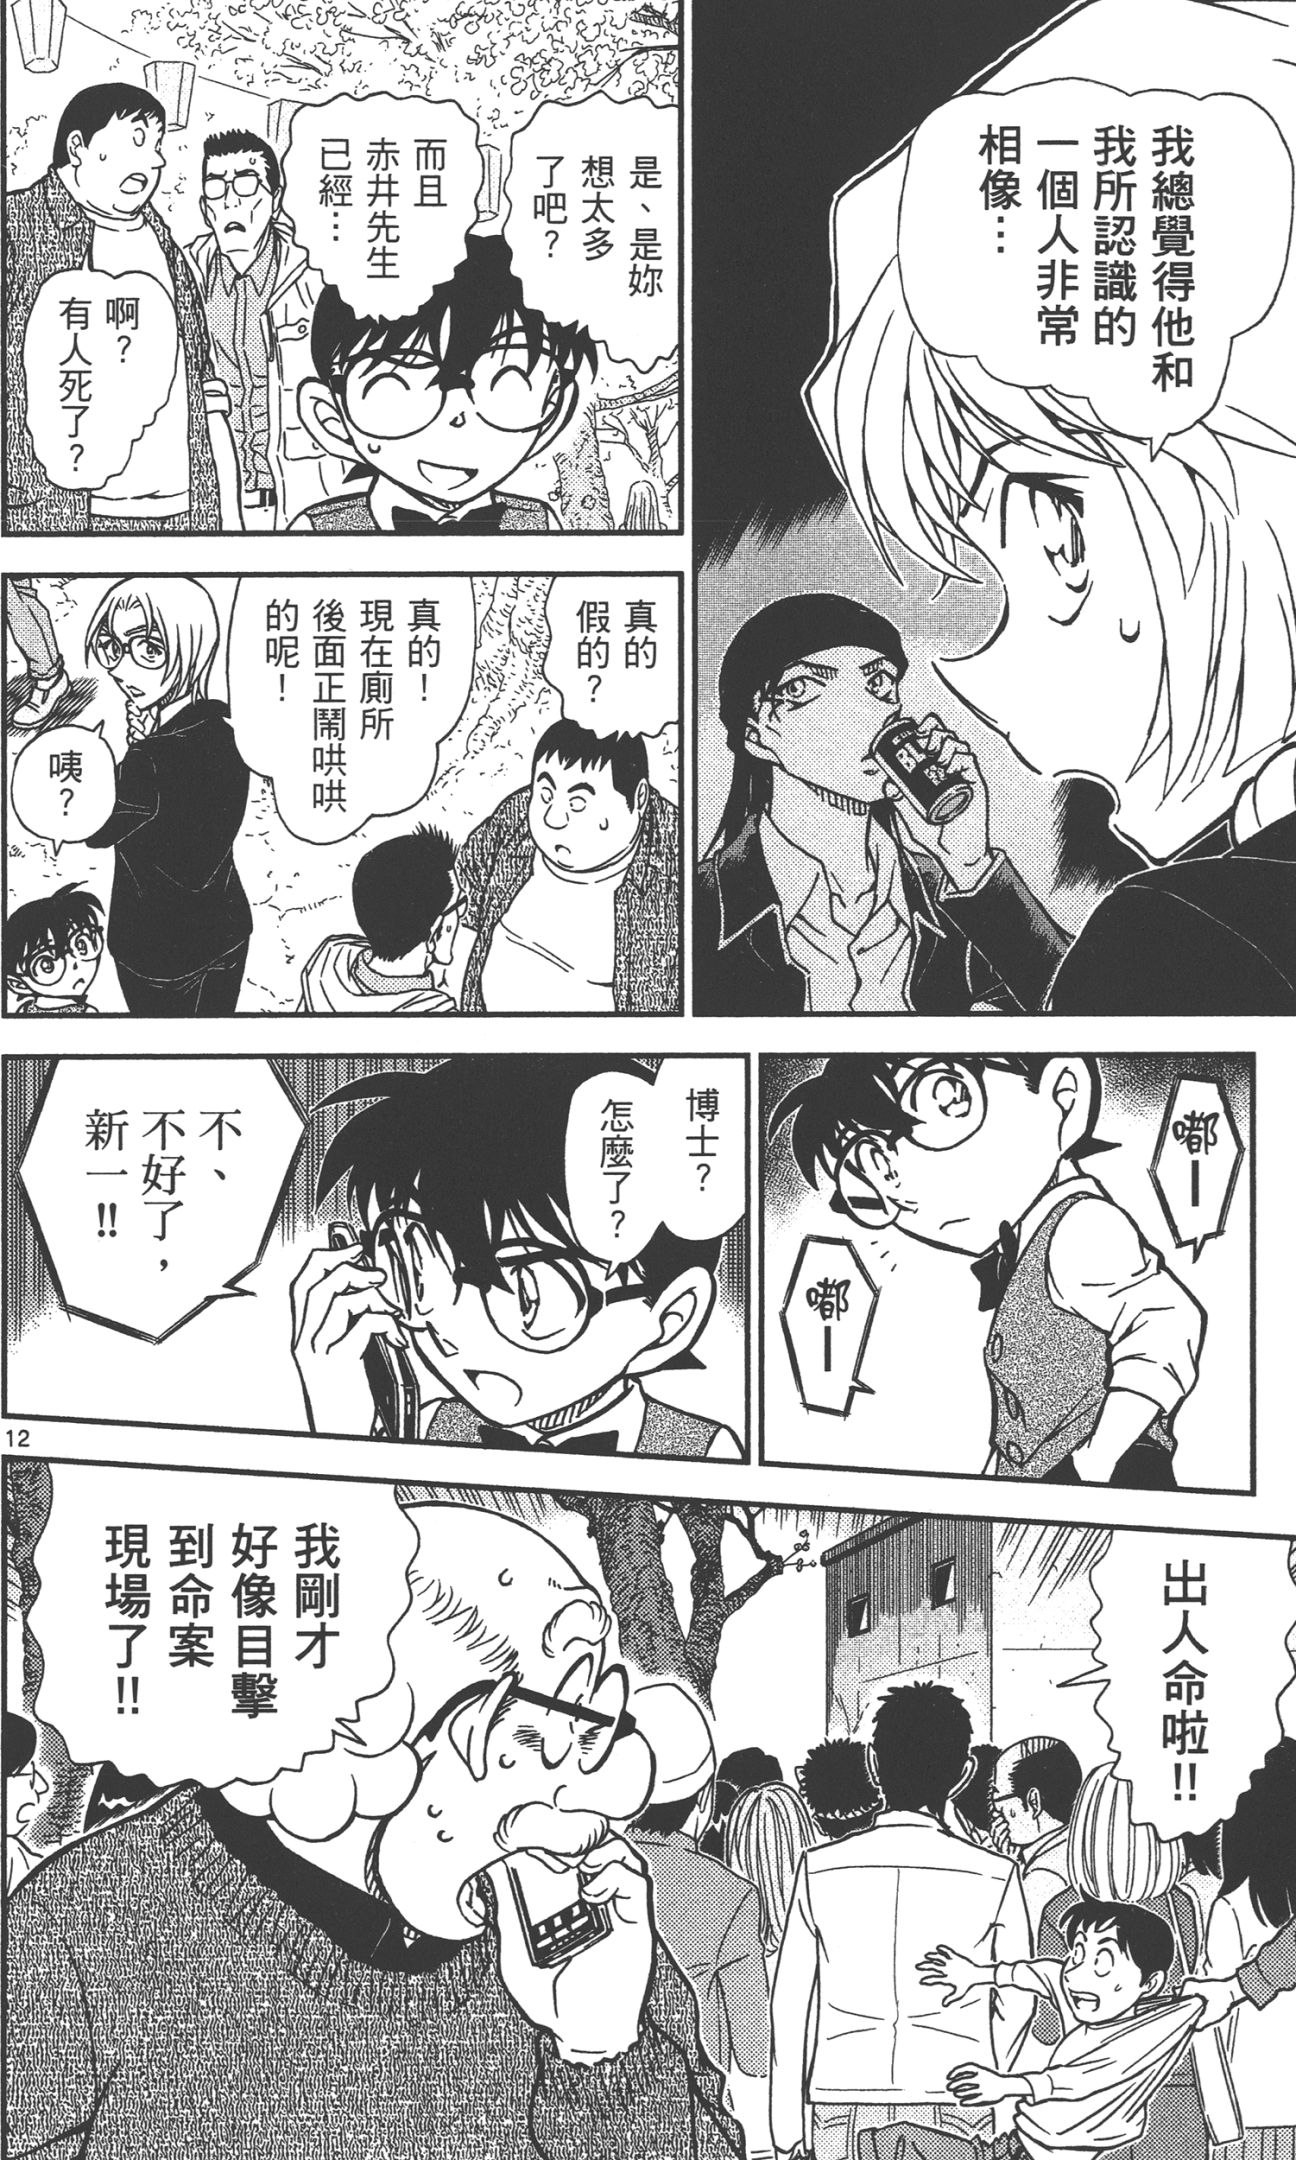 我總覺得他和
我所認識的
一個人非常
相像…
是、是妳
想太多
了吧？
而且
赤井先生
已經…
啊？
有人死了？
真的
假的？
真的！
現在廁所
後面正鬧哄哄
的呢！
咦？
嘟ー
嘟ー
博士？
怎麼了？
不、
不好了，
新一!!
出人命啦!!
我剛才
好像目擊
到命案
現場了!!
12